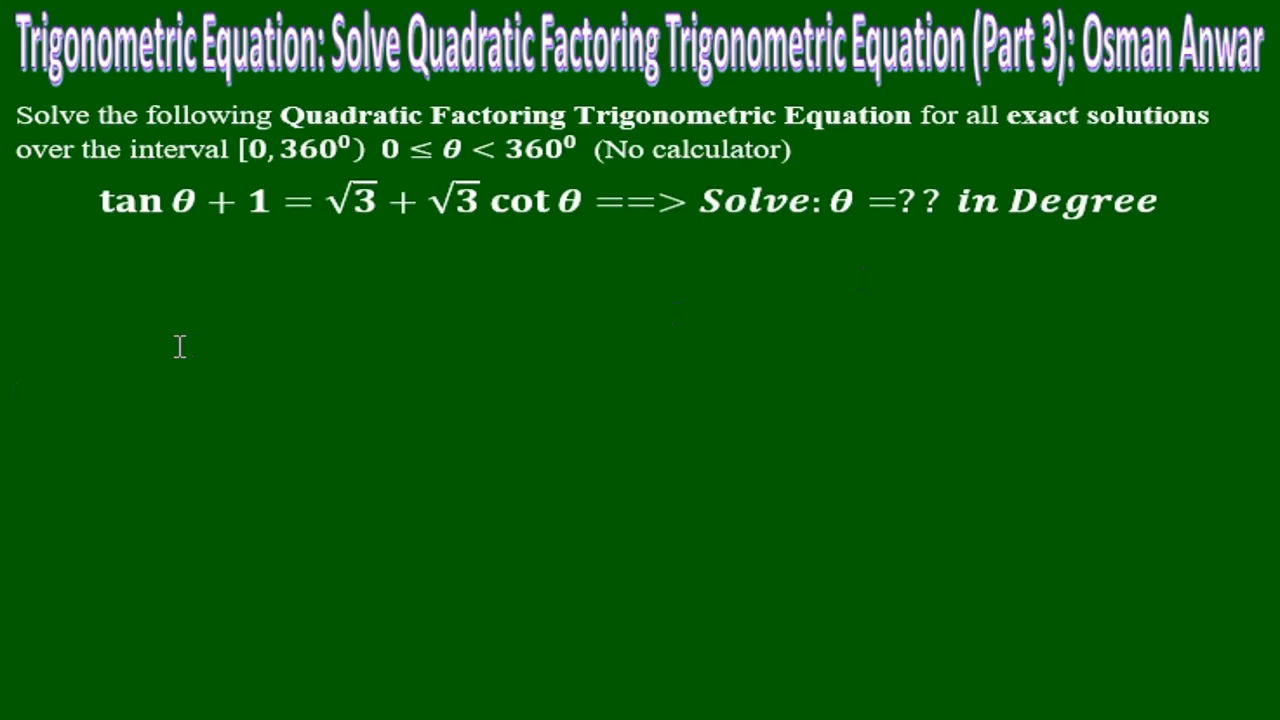 Trigonometric Equation: Solve Quadratic Factoring Trigonometric Equation (Part 3): Osman Anwar
Solve the following Quadratic Factoring Trigonometric Equation for all exact solutions
over the interval [0, 360⁰) 0 ≤ θ < 360⁰ (No calculator)
tan θ + 1 = √3 + √3 cot θ ==> Solve: θ =?? in Degree